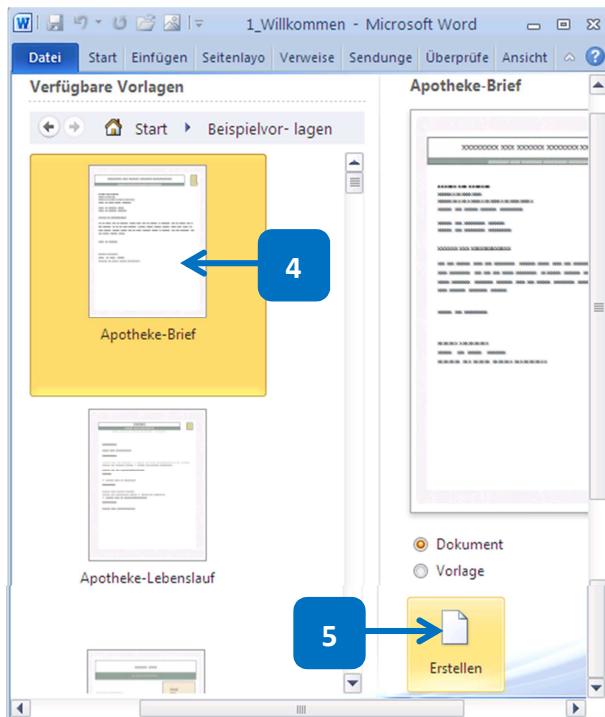 1_Willkommen - Microsoft Word
Datei Start Einfügen Seitenlayo Verweise Sendunge Überprüfe Ansicht
Verfügbare Vorlagen
Start Beispielvor- lagen
4
Apotheke-Brief
Apotheke-Lebenslauf
Apotheke-Brief
Dokument
Vorlage
5
Erstellen